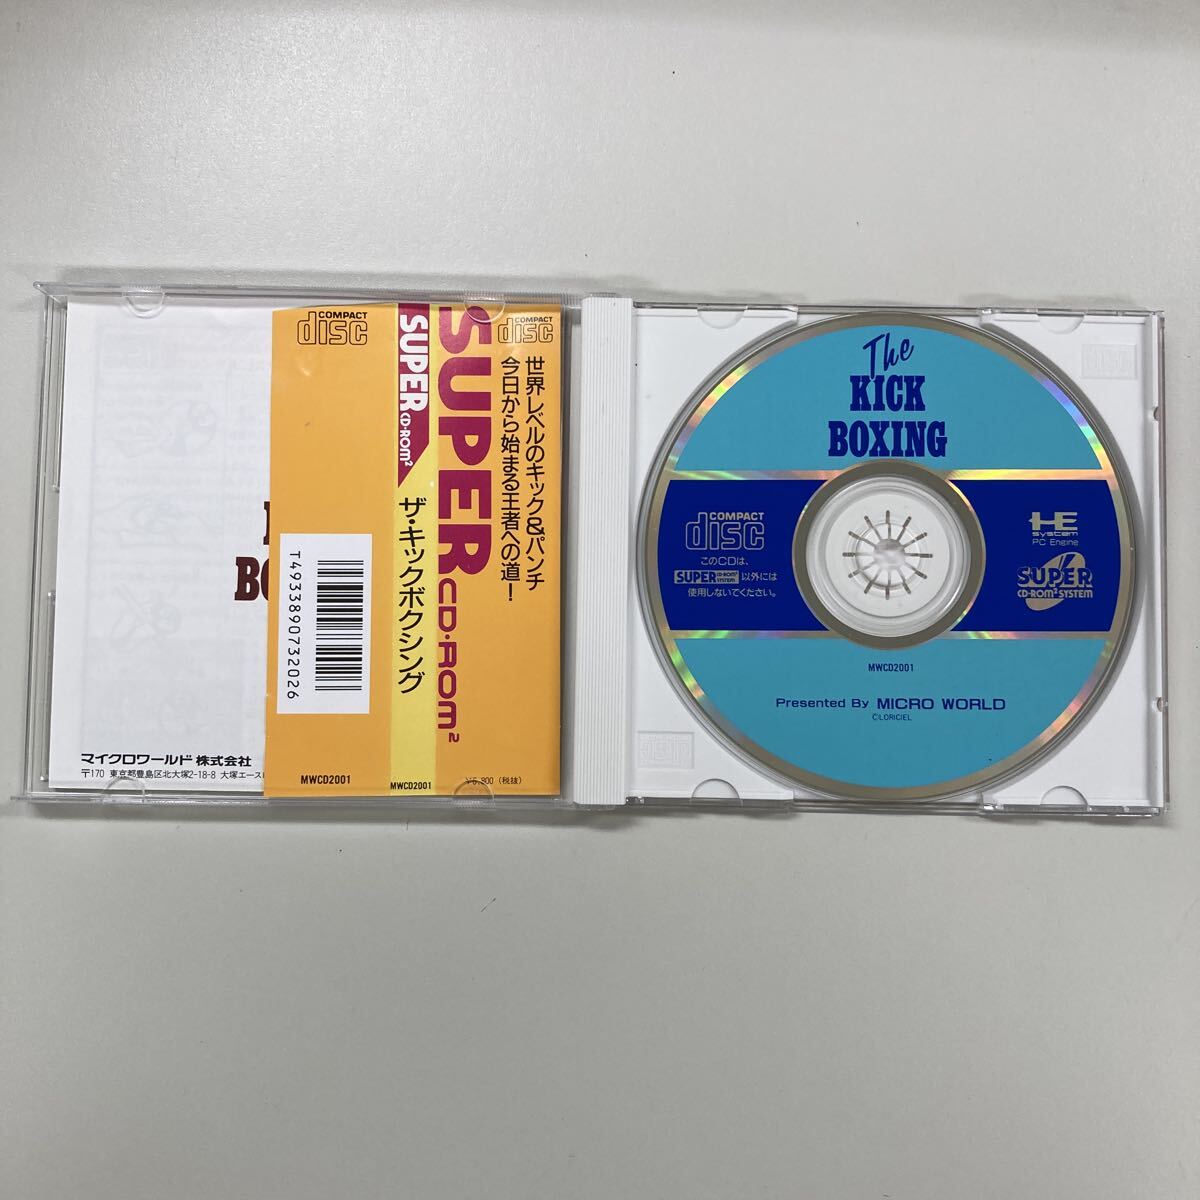 マイクロワールド 株式会社
〒170 東京都豊島区北大塚2-18-8 大塚エース
COMPACT
disc
T4933890732026
MWCD2001
SUPER CD-ROM²
ザ・キックボクシング
MWCD2001
SUPER CD-ROM²
COMPACT
disc
世界レベルのキック&パンチ
今日から始まる王者への道!
(税抜)
The
KICK
BOXING
COMPACT
disc
このCDは、
SUPER CD-ROM² SYSTEM 以外には
使用しないでください。
HE
system
PC Engine
SUPER
CD-ROM² SYSTEM
MWCD2001
Presented By MICRO WORLD
©LORICIEL